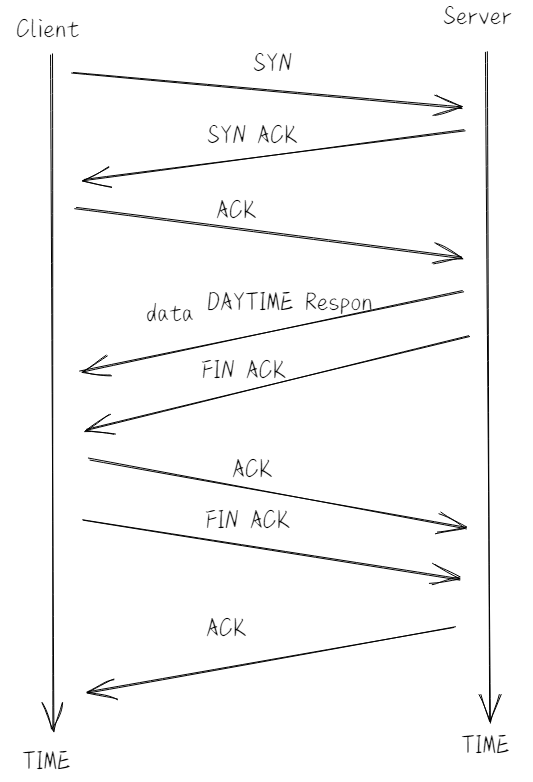 Client
Server
SYN
SYN ACK
ACK
data DAYTIME Respon
FIN ACK
ACK
FIN ACK
ACK
TIME
TIME